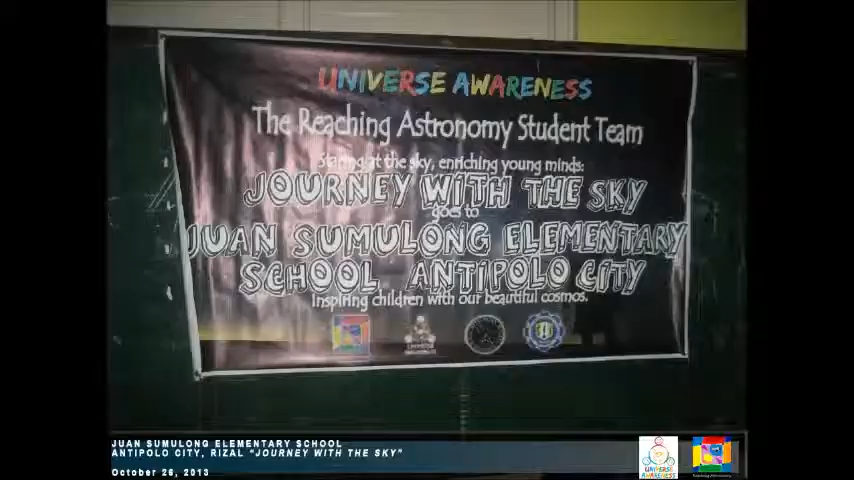 UNIVERSE AWARENESS
The Reaching Astronomy Student Team
Staring at the sky, enriching young minds:
JOURNEY WITH THE SKY
goes to
JUAN SUMULONG ELEMENTARY
SCHOOL ANTIPOLO CITY
Inspiring children with our beautiful cosmos.
JUAN SUMULONG ELEMENTARY SCHOOL
ANTIPOLO CITY, RIZAL "JOURNEY WITH THE SKY"
October 26, 2013
UNIVERSE
AWARENESS
Reaching Astronomy